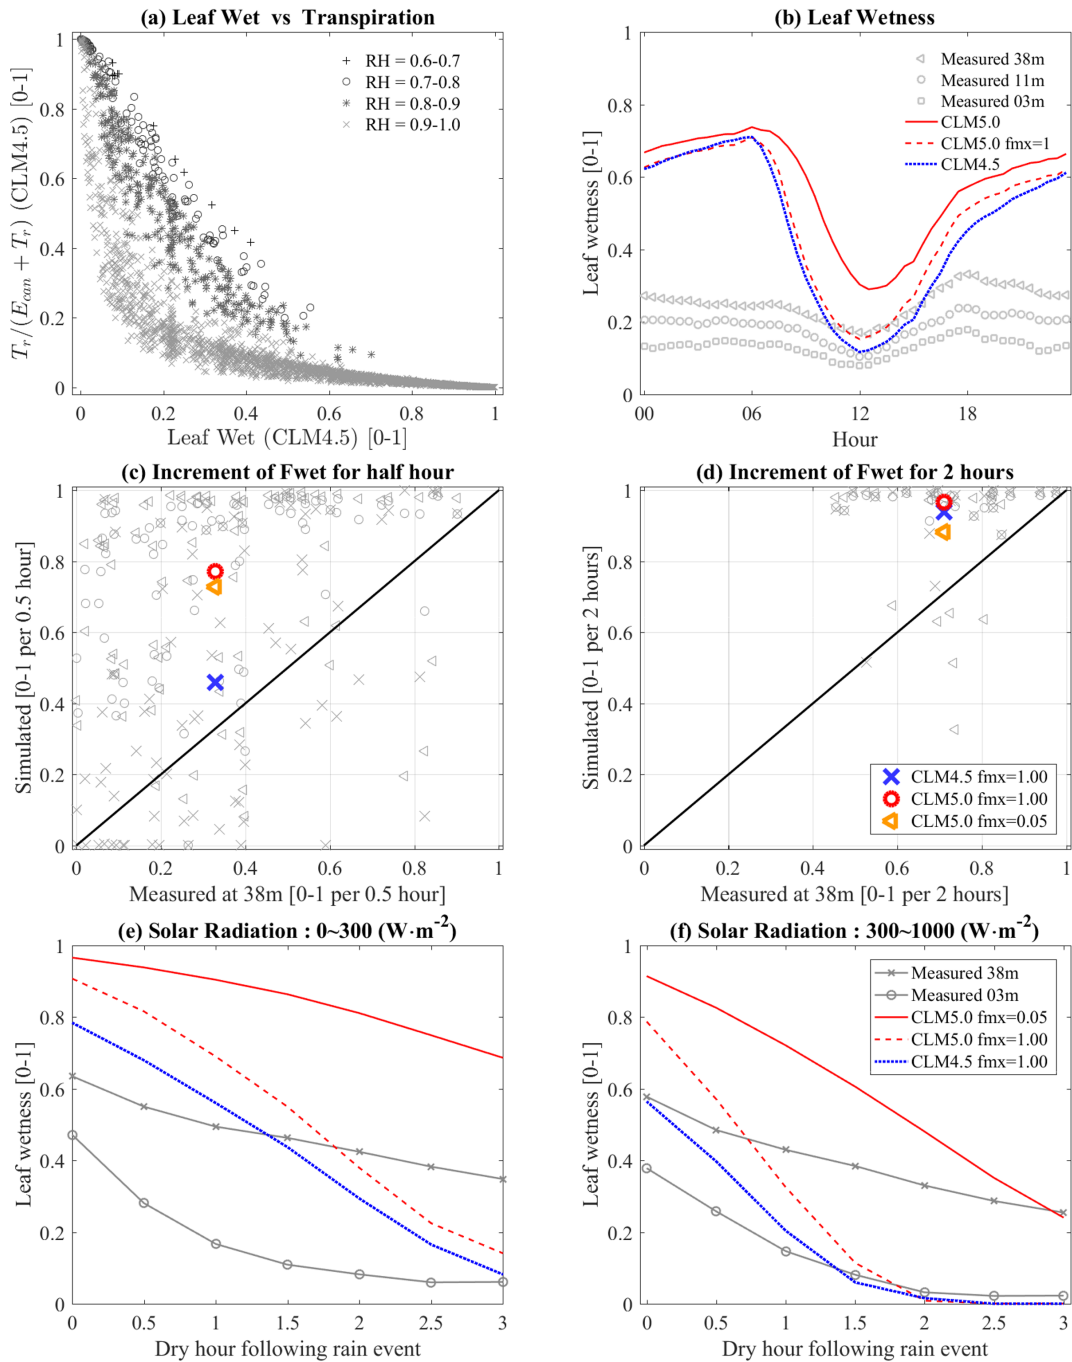 (a) Leaf Wet vs Transpiration
T_r/(E_can + T_r) (CLM4.5) [0-1]
1
0.8
0.6
0.4
0.2
0
RH = 0.6-0.7
RH = 0.7-0.8
RH = 0.8-0.9
RH = 0.9-1.0
0 0.2 0.4 0.6 0.8 1
Leaf Wet (CLM4.5) [0-1]
(b) Leaf Wetness
Leaf wetness [0-1]
1
0.8
0.6
0.4
0.2
0
Measured 38m
Measured 11m
Measured 03m
CLM5.0
CLM5.0 fmx=1
CLM4.5
00 06 12 18
Hour
(c) Increment of Fwet for half hour
Simulated [0-1 per 0.5 hour]
1
0.8
0.6
0.4
0.2
0
0 0.2 0.4 0.6 0.8 1
Measured at 38m [0-1 per 0.5 hour]
(d) Increment of Fwet for 2 hours
Simulated [0-1 per 2 hours]
1
0.8
0.6
0.4
0.2
0
CLM4.5 fmx=1.00
CLM5.0 fmx=1.00
CLM5.0 fmx=0.05
0 0.2 0.4 0.6 0.8 1
Measured at 38m [0-1 per 2 hours]
(e) Solar Radiation : 0~300 (W·m⁻²)
Leaf wetness [0-1]
1
0.8
0.6
0.4
0.2
0
0 0.5 1 1.5 2 2.5 3
Dry hour following rain event
(f) Solar Radiation : 300~1000 (W·m⁻²)
Leaf wetness [0-1]
1
0.8
0.6
0.4
0.2
0
Measured 38m
Measured 03m
CLM5.0 fmx=0.05
CLM5.0 fmx=1.00
CLM4.5 fmx=1.00
0 0.5 1 1.5 2 2.5 3
Dry hour following rain event